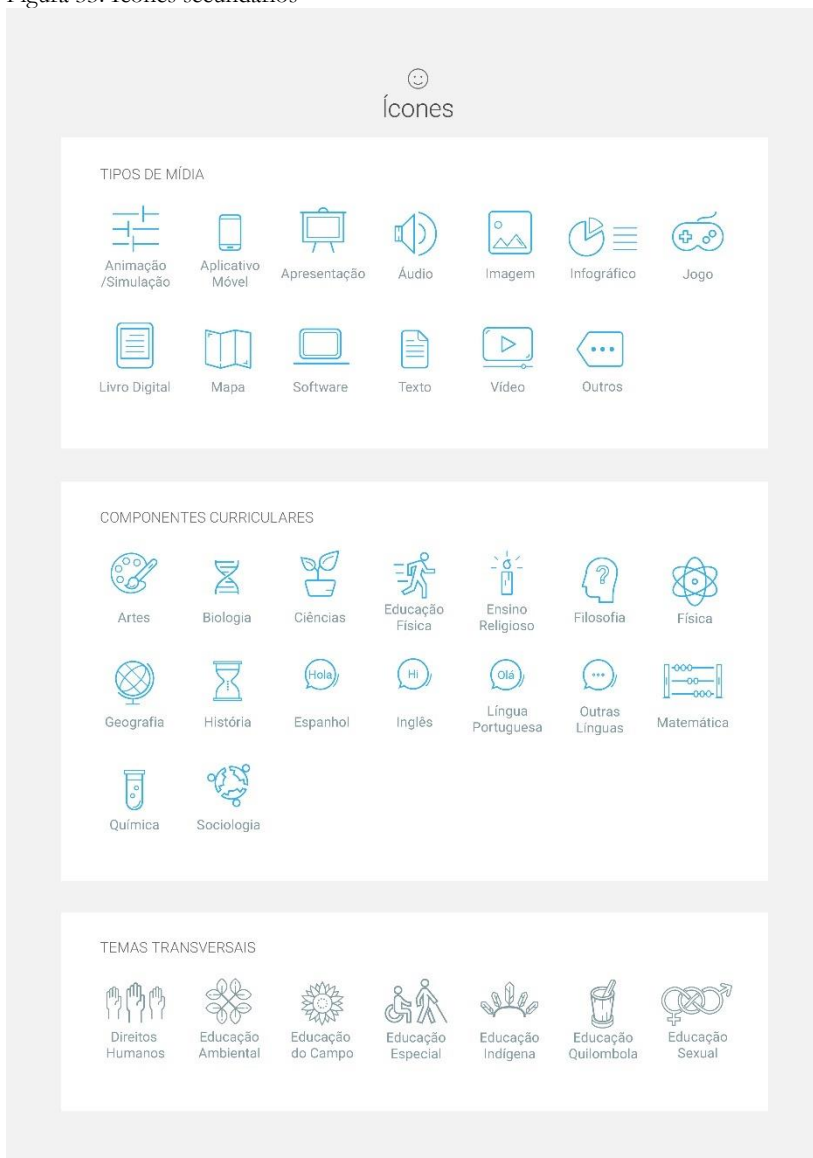 Figura 35. Ícones secundários
Ícones
TIPOS DE MÍDIA
Animação
/Simulação
Aplicativo
Móvel
Apresentação
Áudio
Imagem
Infográfico
Jogo
Livro Digital
Mapa
Software
Texto
Vídeo
Outros
COMPONENTES CURRICULARES
Artes
Biologia
Ciências
Educação
Física
Ensino
Religioso
Filosofia
Física
Geografia
História
Hola
Espanhol
Hi
Inglês
Olá
Língua
Portuguesa
Outras
Línguas
Matemática
Química
Sociologia
TEMAS TRANSVERSAIS
Direitos
Humanos
Educação
Ambiental
Educação
do Campo
Educação
Especial
Educação
Indígena
Educação
Quilombola
Educação
Sexual